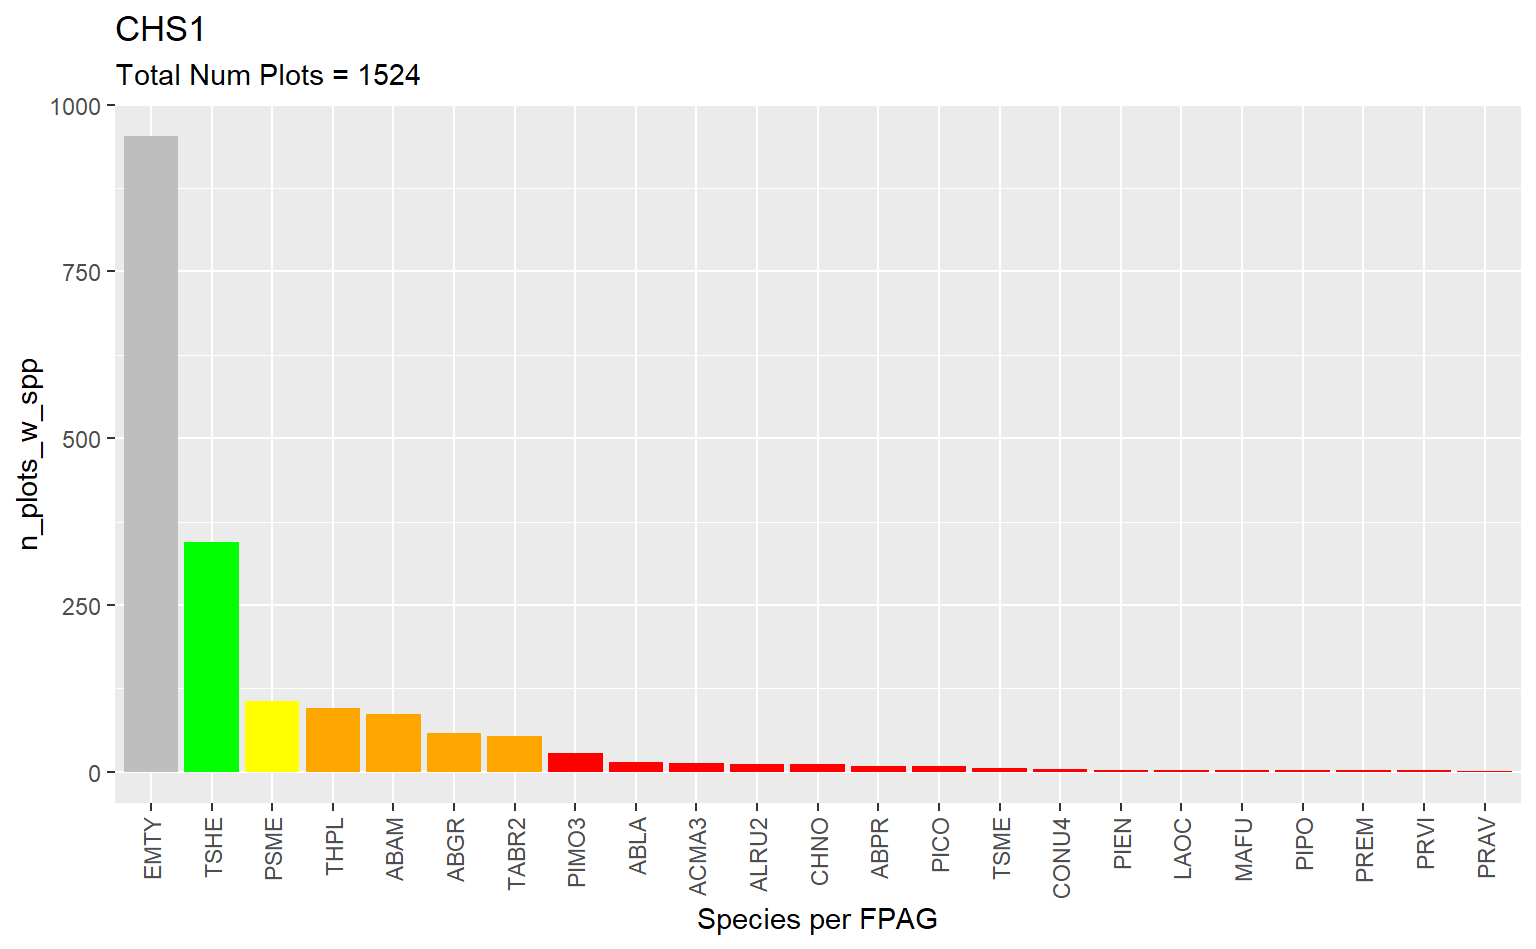 CHS1
Total Num Plots = 1524
1000
750
500
250
0
n_plots_w_spp
EMTY
TSHE
PSME
THPL
ABAM
ABGR
TABR2
PIMO3
ABLA
ACMA3
ALRU2
CHNO
ABPR
PICO
TSME
CONU4
PIEN
LAOC
MAFU
PIPO
PREM
PRVI
PRAV
Species per FPAG